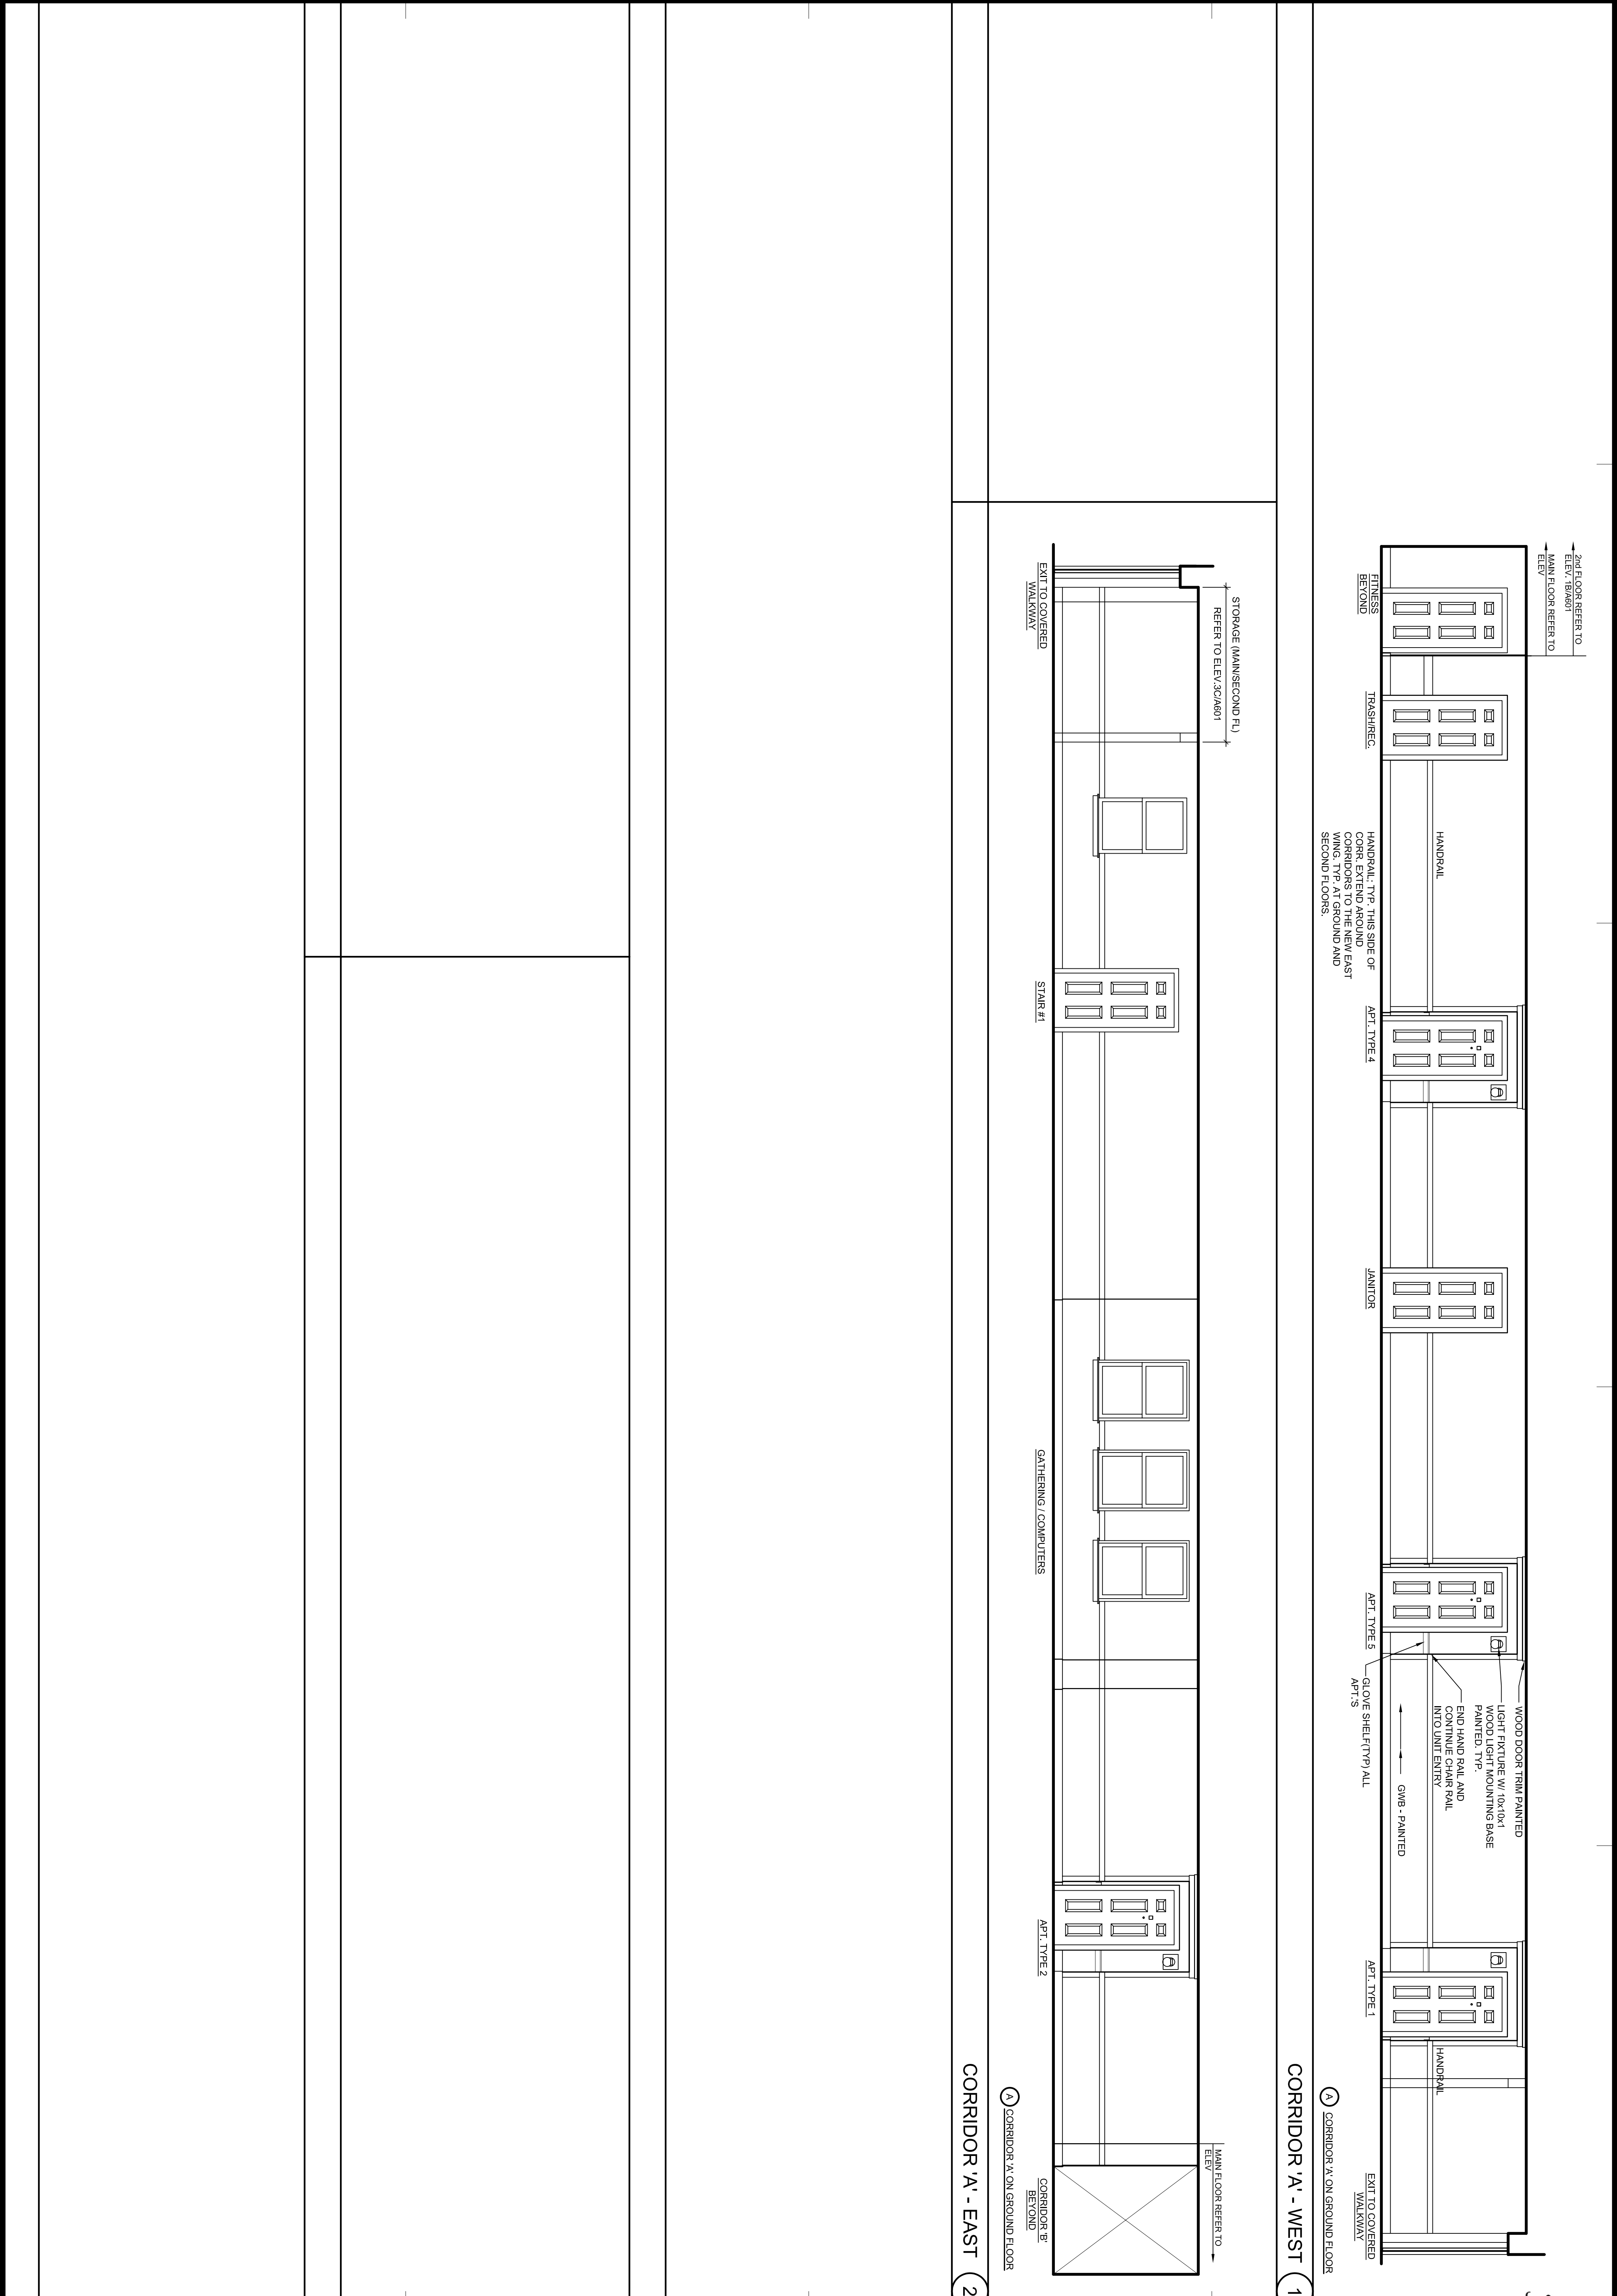 2nd FLOOR REFER TO
ELEV. 1B/A601
MAIN FLOOR REFER TO
ELEV
FITNESS
BEYOND
TRASH/REC.
HANDRAIL
HANDRAIL; TYP. THIS SIDE OF
CORR. EXTEND AROUND
CORRIDORS TO THE NEW EAST
WING. TYP. AT GROUND AND
SECOND FLOORS.
APT. TYPE 4
JANITOR
APT. TYPE 5
WOOD DOOR TRIM PAINTED
LIGHT FIXTURE W/ 10x10x1
WOOD LIGHT MOUNTING BASE
PAINTED. TYP.
END HAND RAIL AND
CONTINUE CHAIR RAIL
INTO UNIT ENTRY
GWB - PAINTED
GLOVE SHELF(TYP) ALL
APT.'S
APT. TYPE 1
HANDRAIL
EXIT TO COVERED
WALKWAY
A CORRIDOR 'A' ON GROUND FLOOR
CORRIDOR 'A' - WEST 1
STORAGE (MAIN/SECOND FL)
REFER TO ELEV.3C/A601
EXIT TO COVERED
WALKWAY
STAIR #1
GATHERING / COMPUTERS
APT. TYPE 2
MAIN FLOOR REFER TO
ELEV
CORRIDOR 'B'
BEYOND
A CORRIDOR 'A' ON GROUND FLOOR
CORRIDOR 'A' - EAST 2